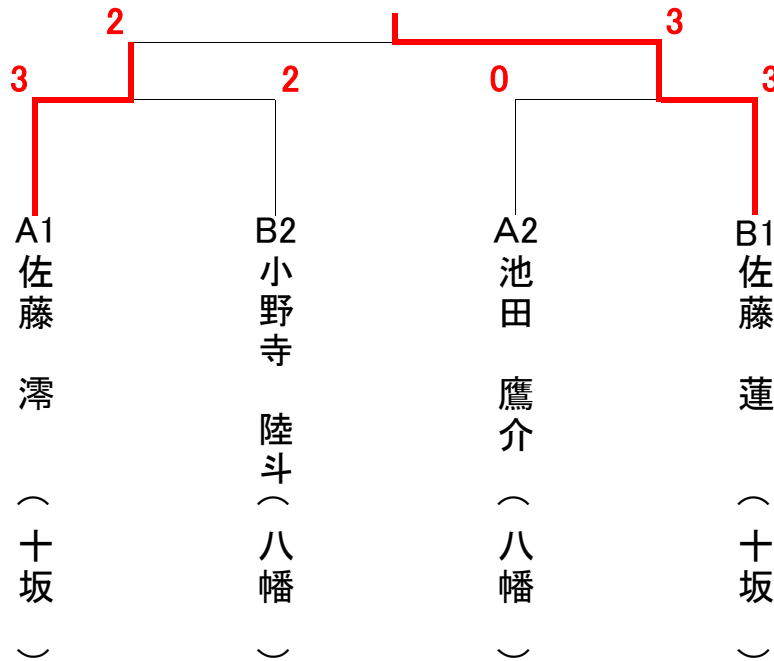 2
3
3
2
0
3
A1
佐藤 澪 （十坂）
B2
小野寺 陸斗（八幡）
A2
池田 鷹介（八幡）
B1
佐藤 蓮 （十坂）